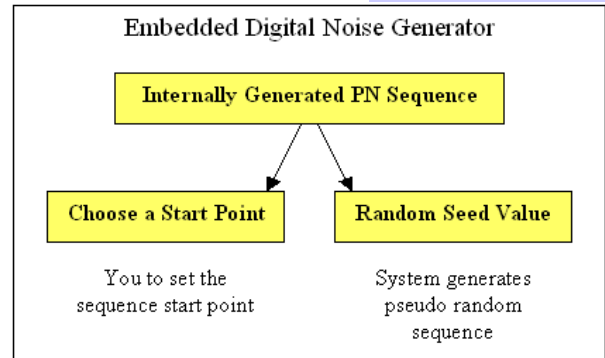 Embedded Digital Noise Generator
Internally Generated PN Sequence
Choose a Start Point
Random Seed Value
You to set the
sequence start point
System generates
pseudo random
sequence